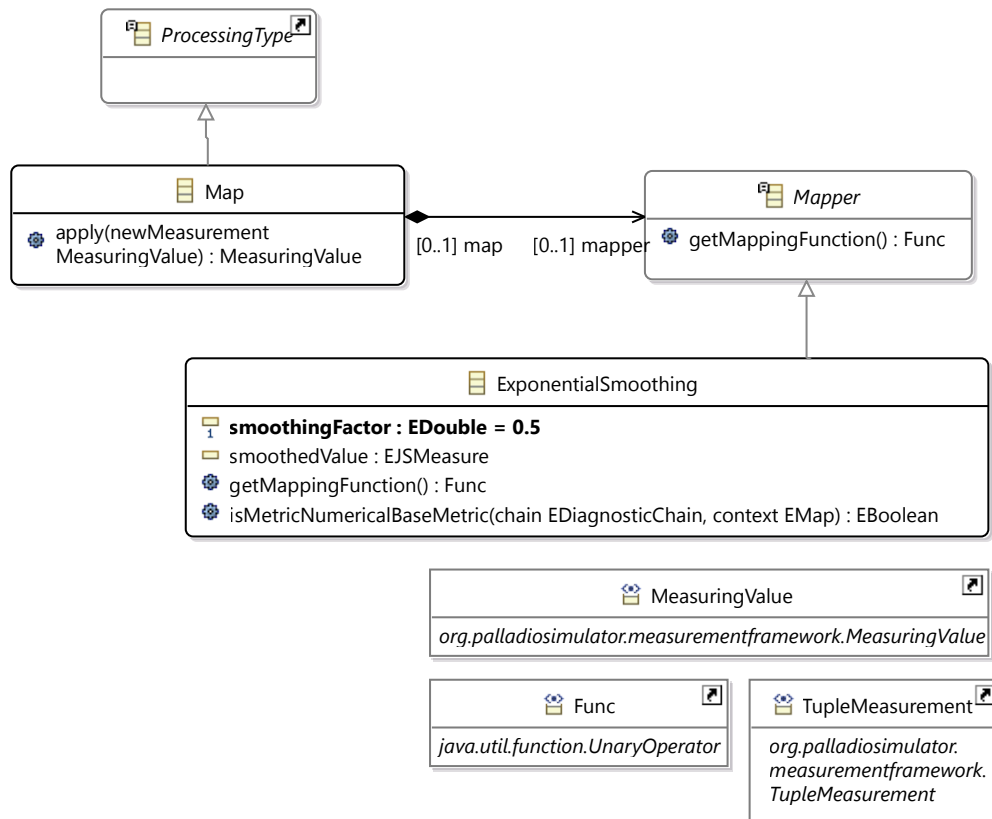 ProcessingType
Map
apply(newMeasurement
MeasuringValue) : MeasuringValue
[0..1] map
[0..1] mapper
Mapper
getMappingFunction() : Func
ExponentialSmoothing
1
smoothingFactor : EDouble = 0.5
smoothedValue : EJSMeasure
getMappingFunction() : Func
isMetricNumericalBaseMetric(chain EDiagnosticChain, context EMap) : EBoolean
MeasuringValue
org.palladiosimulator.measurementframework.MeasuringValue
Func
java.util.function.UnaryOperator
TupleMeasurement
org.palladiosimulator.
measurementframework.
TupleMeasurement